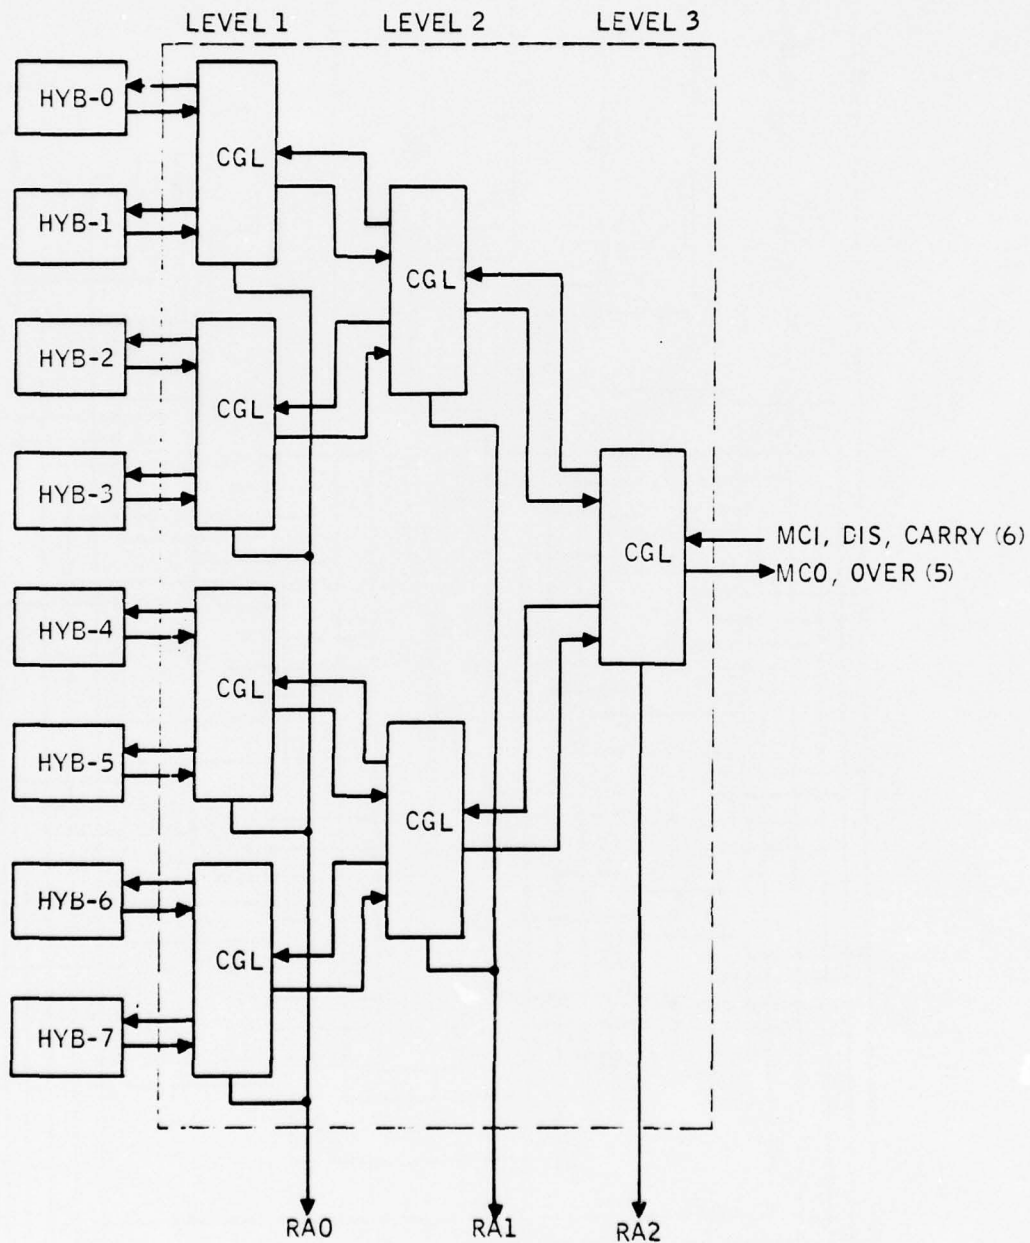 LEVEL 1 LEVEL 2 LEVEL 3
HYB-0
CGL
HYB-1
CGL
HYB-2
CGL
HYB-3
MCI, DIS, CARRY (6)
CGL
MCO, OVER (5)
HYB-4
CGL
HYB-5
CGL
HYB-6
CGL
HYB-7
RA0 RA1 RA2